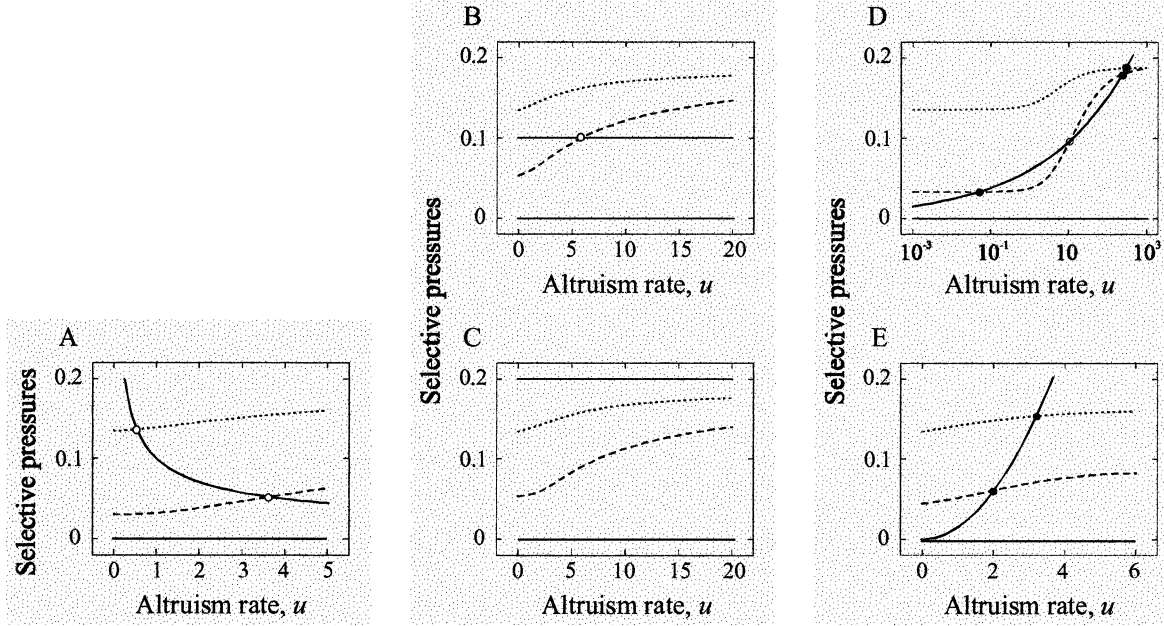 A
Selective pressures
0.2
0.1
0
0 1 2 3 4 5
Altruism rate, u
B
Selective pressures
0.2
0.1
0
0 5 10 15 20
Altruism rate, u
C
0.2
0.1
0
0 5 10 15 20
Altruism rate, u
D
Selective pressures
0.2
0.1
0
10⁻³ 10⁻¹ 10 10³
Altruism rate, u
E
0.2
0.1
0
0 2 4 6
Altruism rate, u